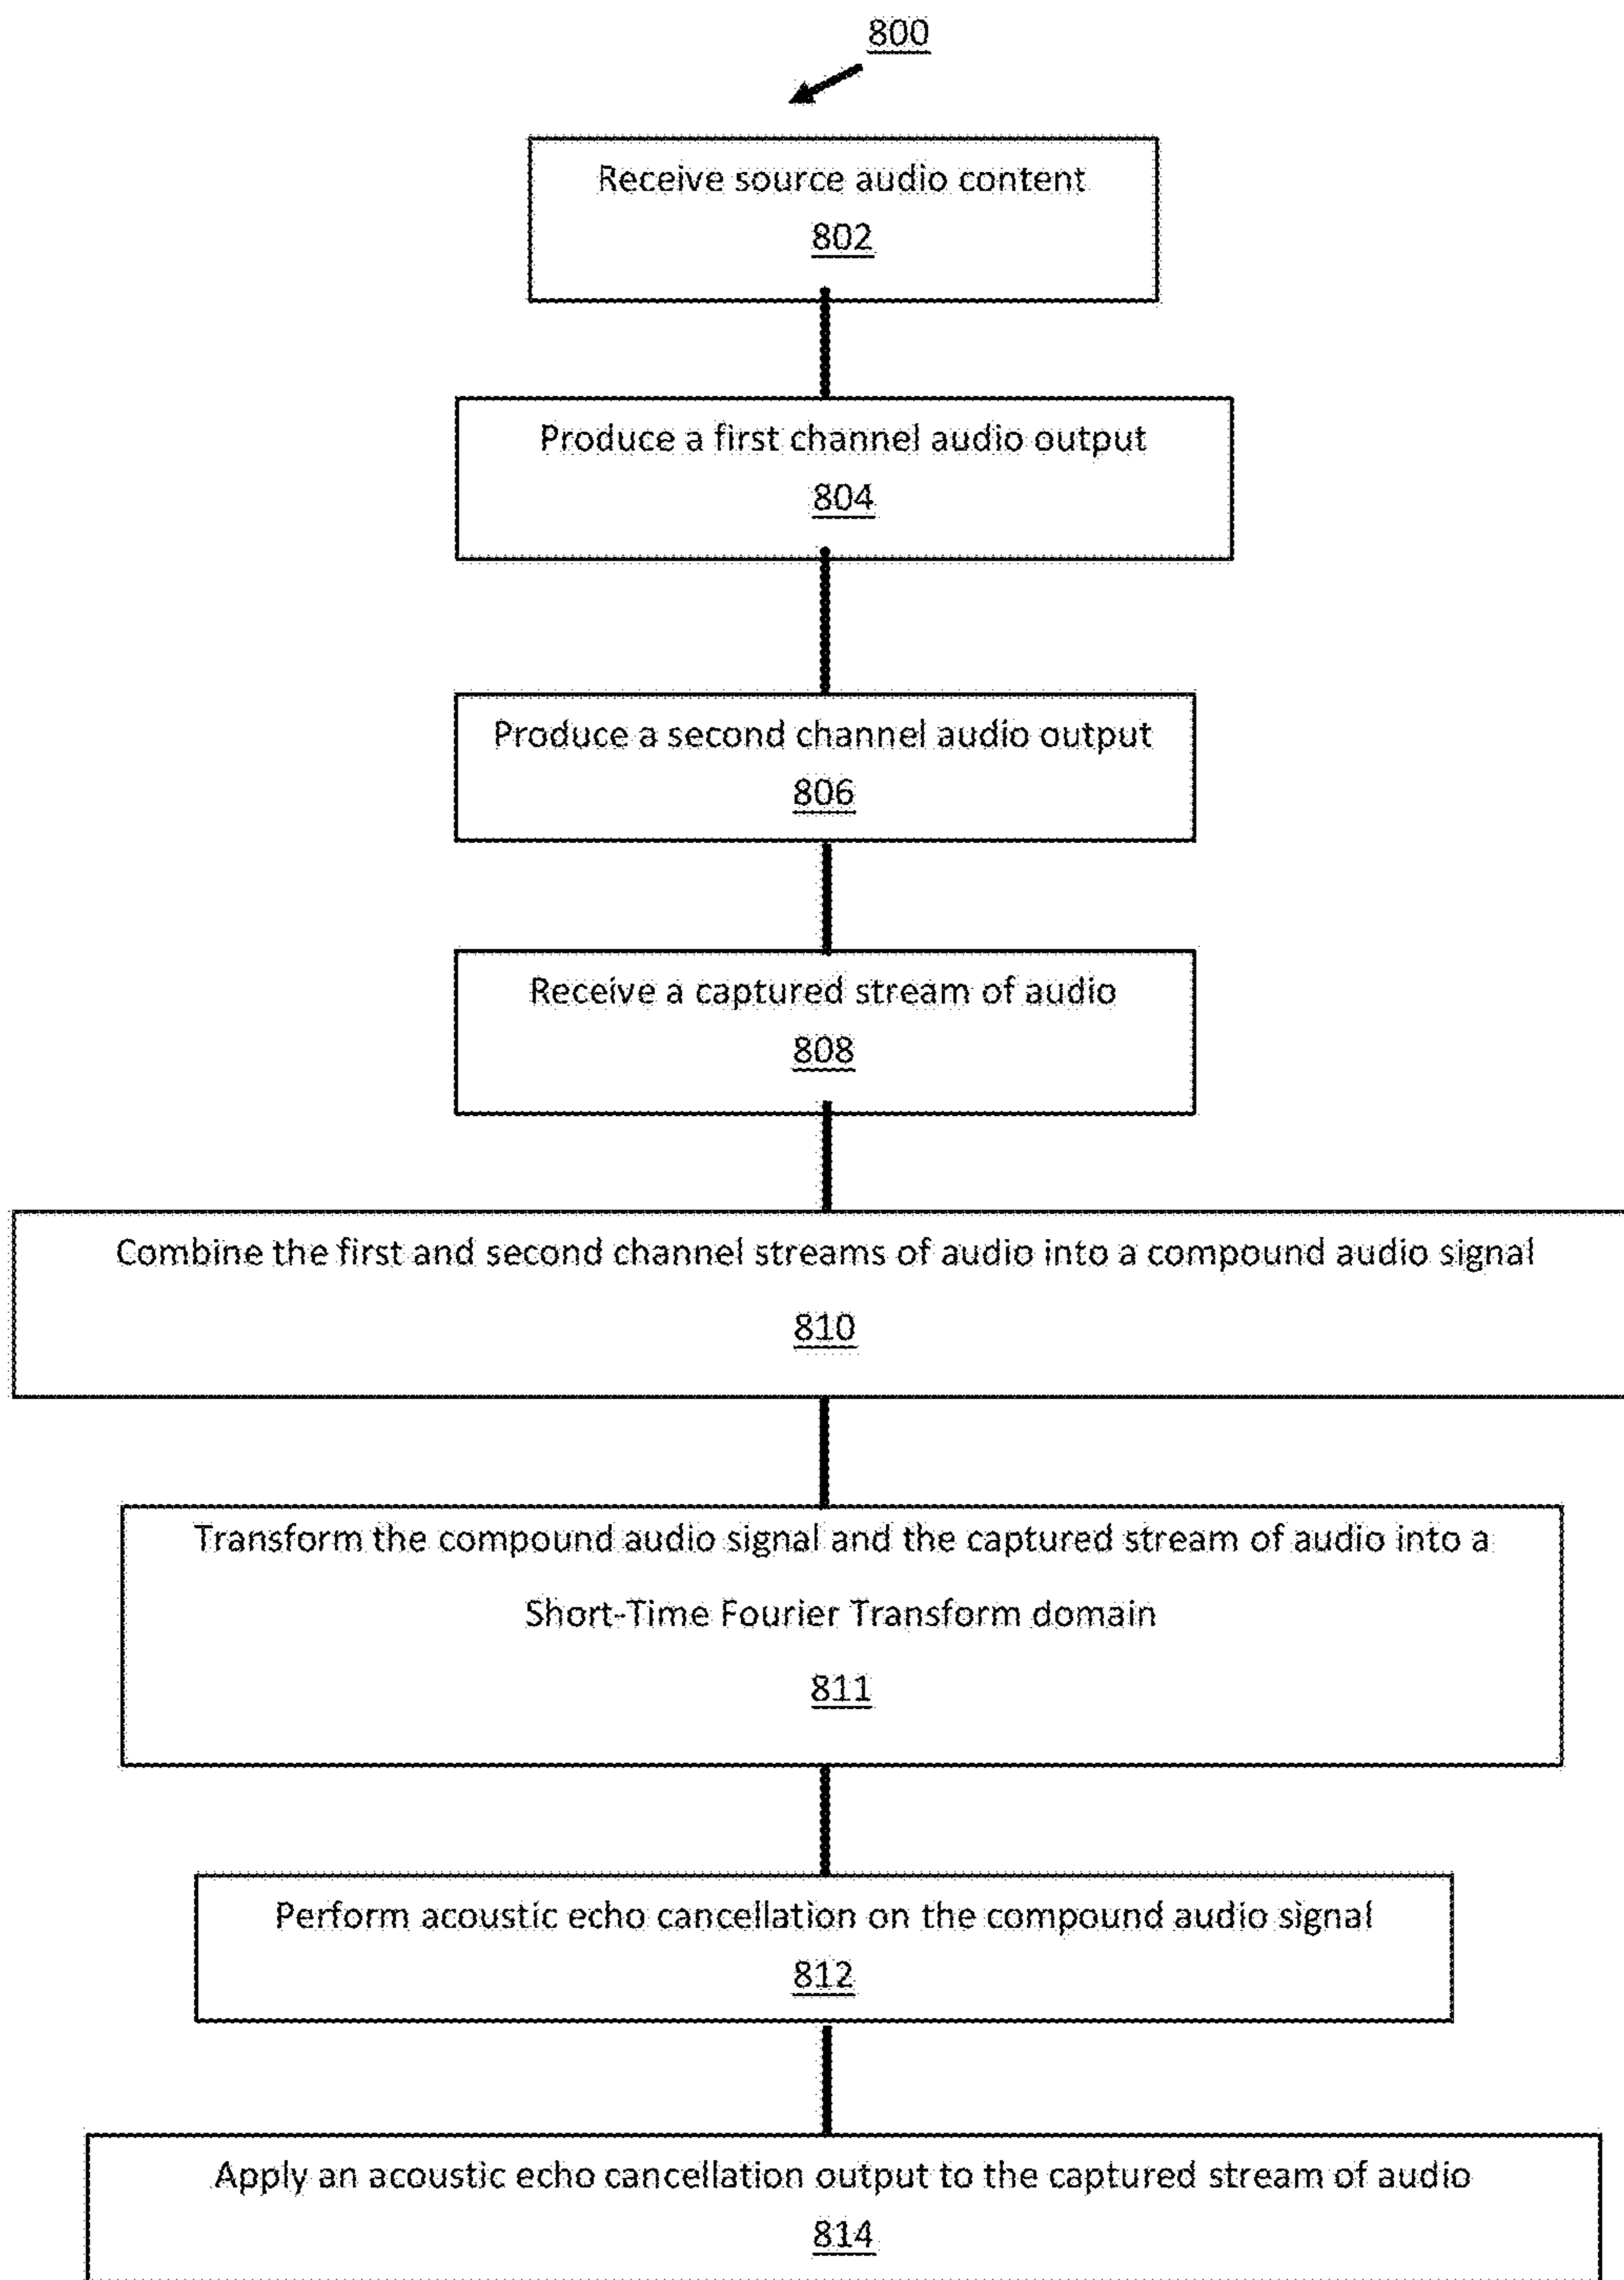 800
Receive source audio content
802
Produce a first channel audio output
804
Produce a second channel audio output
806
Receive a captured stream of audio
808
Combine the first and second channel streams of audio into a compound audio signal
810
Transform the compound audio signal and the captured stream of audio into a
Short-Time Fourier Transform domain
811
Perform acoustic echo cancellation on the compound audio signal
812
Apply an acoustic echo cancellation output to the captured stream of audio
814